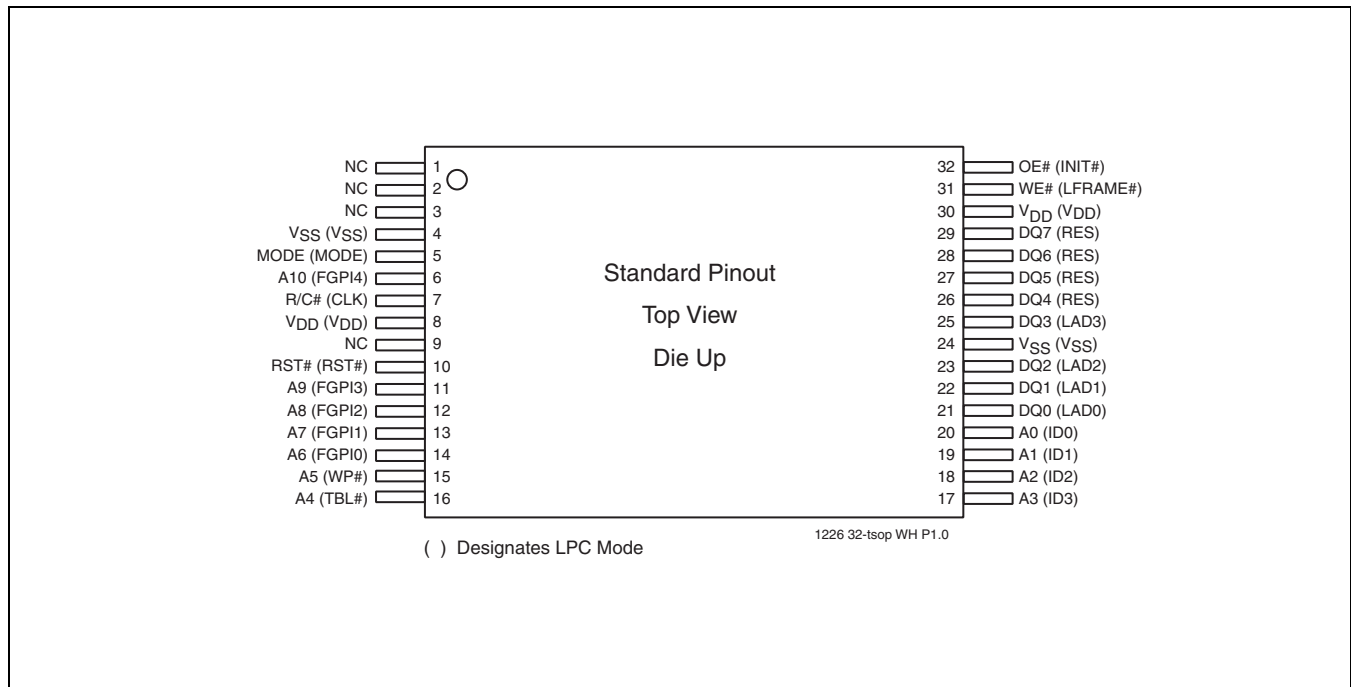 NC 1
NC 2
NC 3
VSS (VSS) 4
MODE (MODE) 5
A10 (FGPI4) 6
R/C# (CLK) 7
VDD (VDD) 8
NC 9
RST# (RST#) 10
A9 (FGPI3) 11
A8 (FGPI2) 12
A7 (FGPI1) 13
A6 (FGPI0) 14
A5 (WP#) 15
A4 (TBL#) 16
Standard Pinout
Top View
Die Up
32 OE# (INIT#)
31 WE# (LFRAME#)
30 VDD (VDD)
29 DQ7 (RES)
28 DQ6 (RES)
27 DQ5 (RES)
26 DQ4 (RES)
25 DQ3 (LAD3)
24 VSS (VSS)
23 DQ2 (LAD2)
22 DQ1 (LAD1)
21 DQ0 (LAD0)
20 A0 (ID0)
19 A1 (ID1)
18 A2 (ID2)
17 A3 (ID3)
1226 32-tsop WH P1.0
( ) Designates LPC Mode